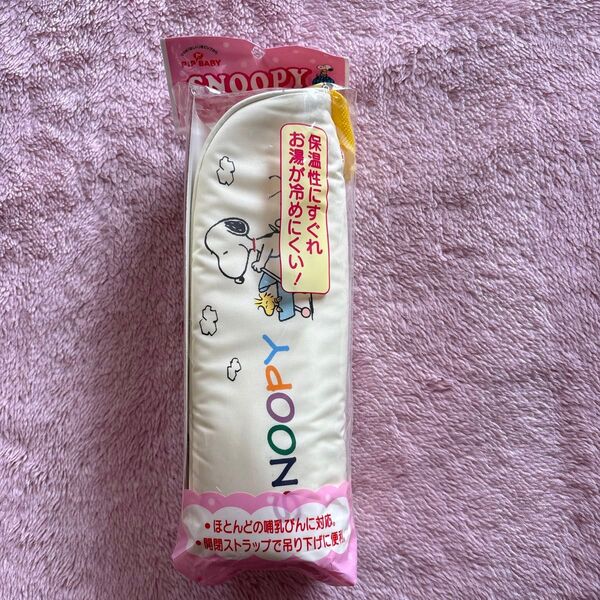 PIP BABY
SNOOPY
保温性にすぐれ
お湯が冷めにくい!
NOOPY
・ほとんどの哺乳びんに対応。
・開閉ストラップで吊り下げに便利